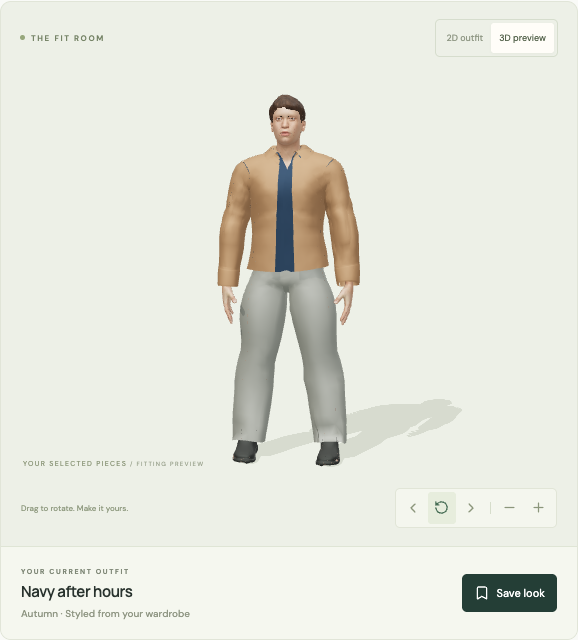 THE FIT ROOM
2D outfit
3D preview
YOUR SELECTED PIECES / FITTING PREVIEW
Drag to rotate. Make it yours.
YOUR CURRENT OUTFIT
Navy after hours
Autumn · Styled from your wardrobe
Save look